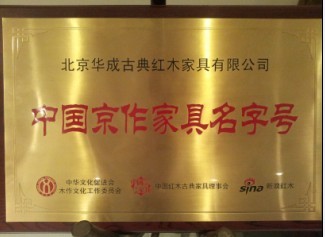 北京华成古典红木家具有限公司
中国京作家具名字号
中华文化促进会
木作文化工作委员会
中国红木古典家具理事会
sina 新浪红木